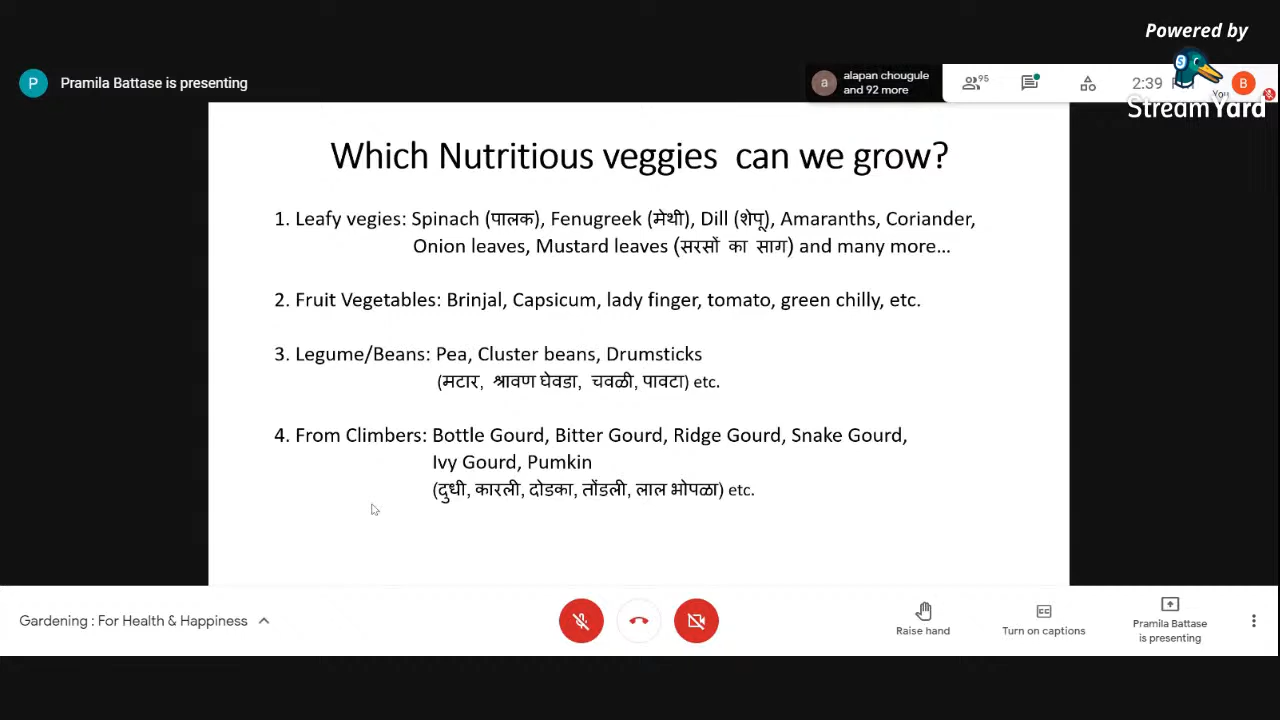 Powered by
StreamYard
P Pramila Battase is presenting
a alapan chougule
and 92 more
95
2:39
You
B
Which Nutritious veggies can we grow?
1. Leafy vegies: Spinach (पालक), Fenugreek (मेथी), Dill (शेपू), Amaranths, Coriander,
Onion leaves, Mustard leaves (सरसों का साग) and many more...
2. Fruit Vegetables: Brinjal, Capsicum, lady finger, tomato, green chilly, etc.
3. Legume/Beans: Pea, Cluster beans, Drumsticks
(मटार, श्रावण घेवडा, चवळी, पावटा) etc.
4. From Climbers: Bottle Gourd, Bitter Gourd, Ridge Gourd, Snake Gourd,
Ivy Gourd, Pumkin
(दुधी, कारली, दोडका, तोंडली, लाल भोपळा) etc.
Gardening : For Health & Happiness
Raise hand
Turn on captions
Pramila Battase
is presenting